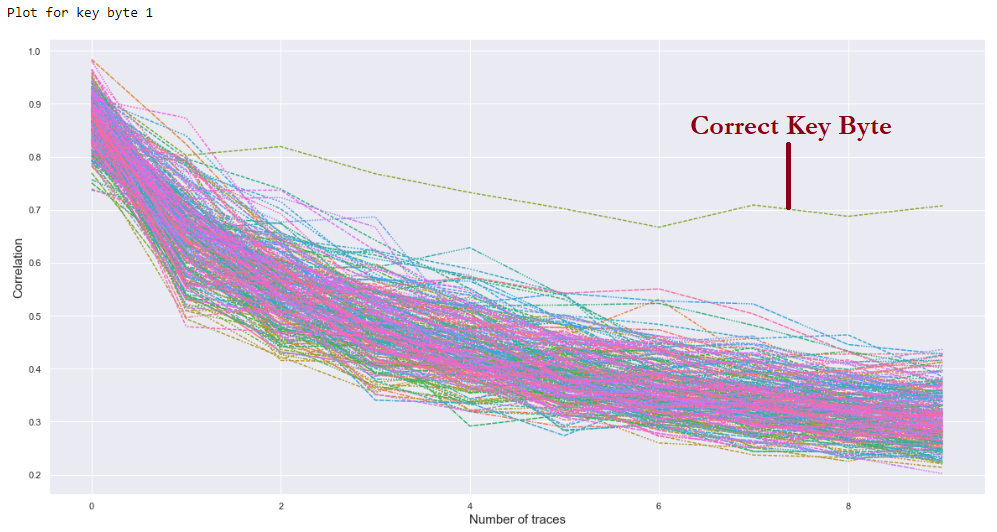 Plot for key byte 1
1.0
0.9
Correct Key Byte
0.8
0.7
0.6
Correlation
0.5
0.4
0.3
0.2
0 2 4 6 8
Number of traces